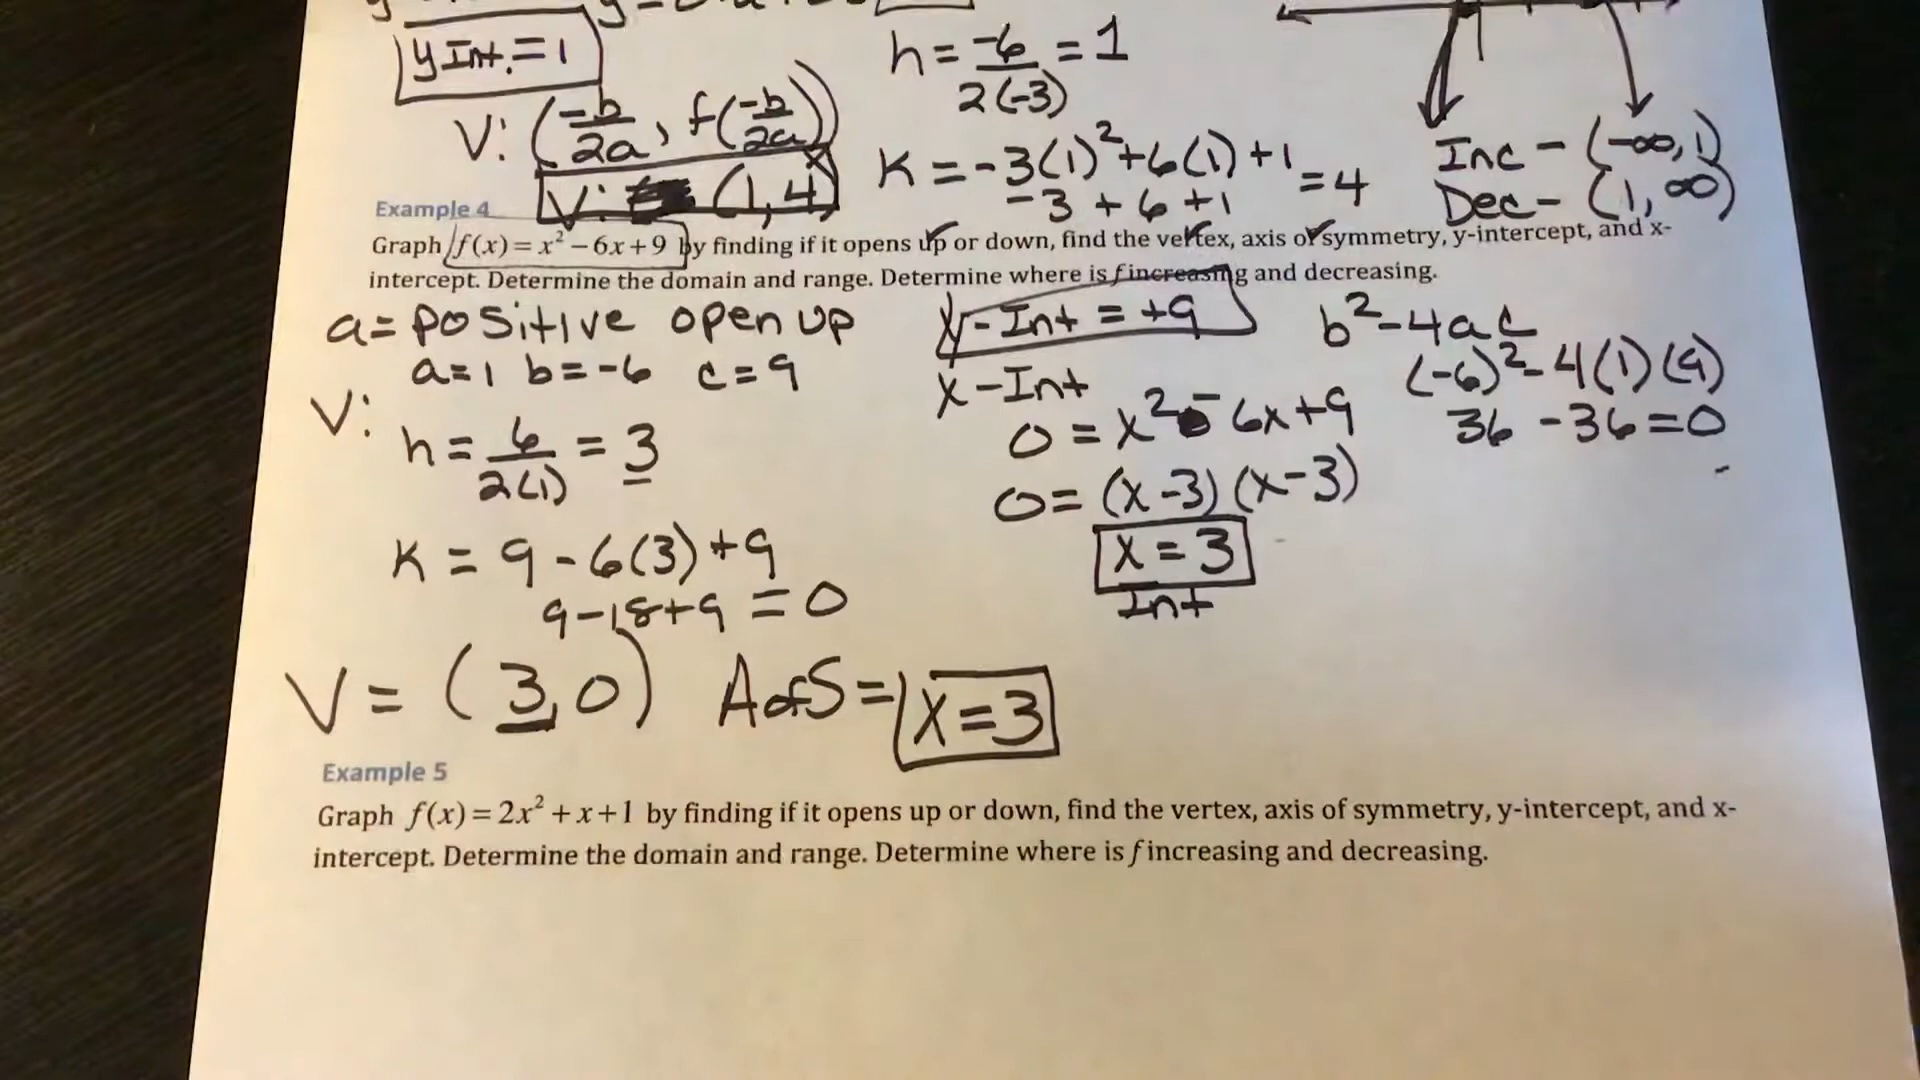 y Int. = 1
h = -6/2(-3) = 1
V: (-b/2a, f(-b/2a))
K = -3(1)²+6(1)+1 = 4
-3 + 6 + 1
V: (1,4)
Inc - (-∞,1)
Dec - (1, ∞)
Example 4
Graph f(x) = x² − 6x + 9 by finding if it opens up or down, find the vertex, axis of symmetry, y-intercept, and x-
intercept. Determine the domain and range. Determine where is f increasing and decreasing.
a = positive open up
a=1 b=-6 c=9
V:
h = 6/2(1) = 3
K = 9-6(3)+9
9-18+9 = 0
V = (3,0) AofS = x=3
y-Int = +9
x-Int
0 = x² - 6x+9
0 = (x-3)(x-3)
x = 3
Int
b²-4ac
(-6)²-4(1)(9)
36 -36=0
Example 5
Graph f(x) = 2x² + x + 1 by finding if it opens up or down, find the vertex, axis of symmetry, y-intercept, and x-
intercept. Determine the domain and range. Determine where is f increasing and decreasing.